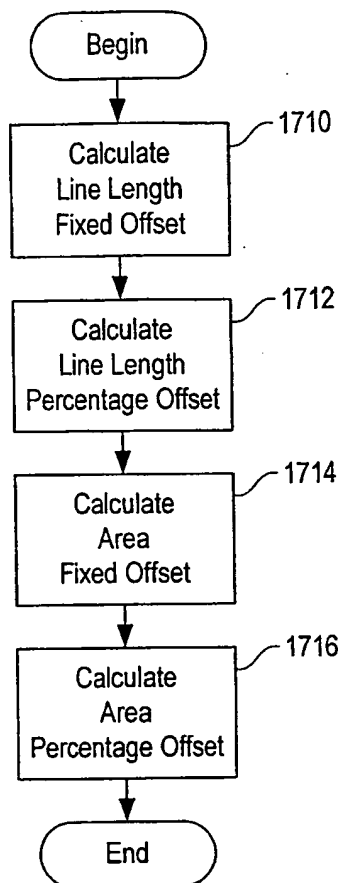 Begin
1710
Calculate
Line Length
Fixed Offset
1712
Calculate
Line Length
Percentage Offset
1714
Calculate
Area
Fixed Offset
1716
Calculate
Area
Percentage Offset
End